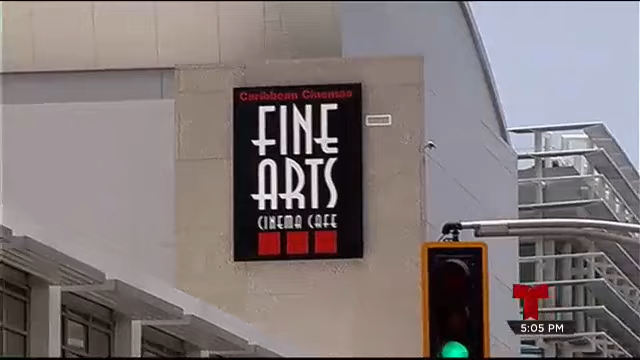 Caribbean Cinemas
FINE
ARTS
CINEMA CAFE
T
5:05 PM